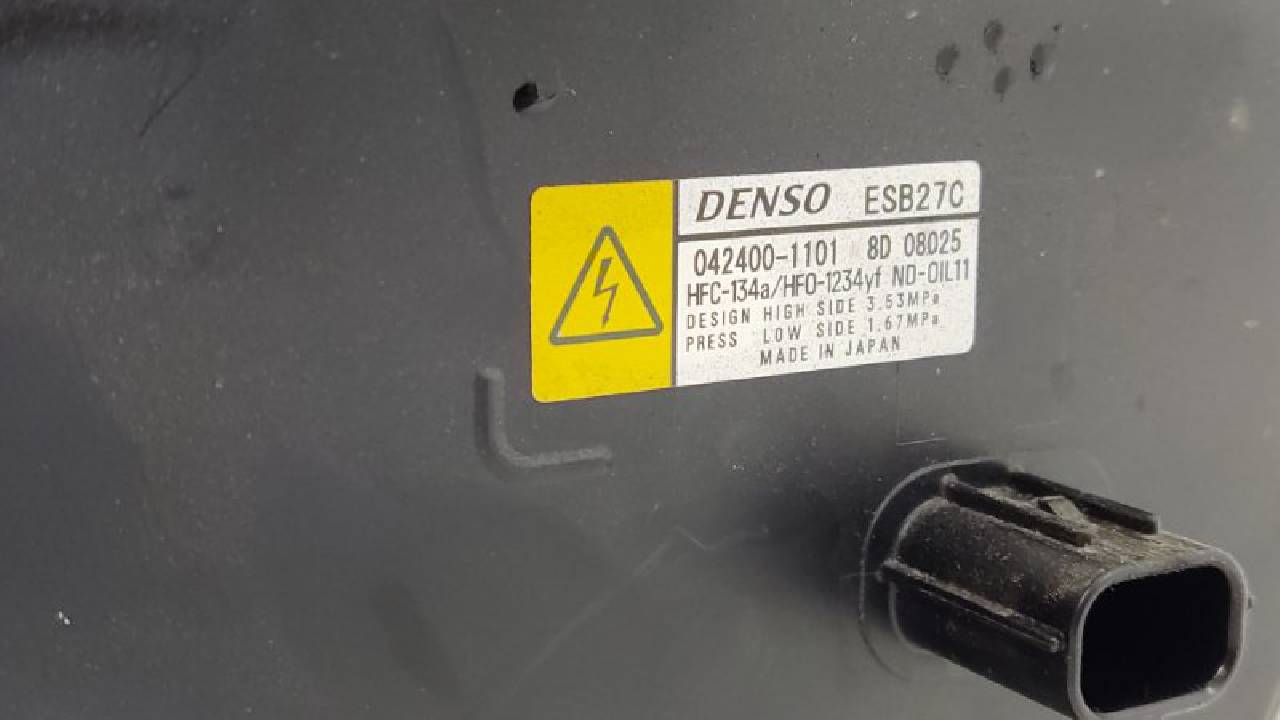 DENSO ESB27C
042400-1101 8D 08025
HFC-134a/HFO-1234yf ND-OIL11
DESIGN HIGH SIDE 3.53MPa
PRESS LOW SIDE 1.67MPa
MADE IN JAPAN